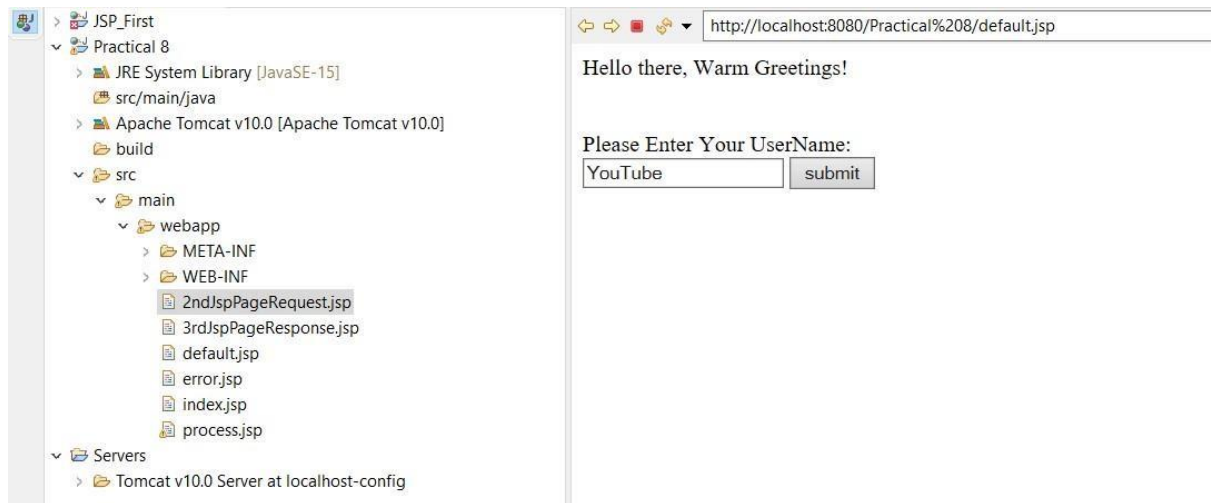 JSP_First
Practical 8
JRE System Library [JavaSE-15]
src/main/java
Apache Tomcat v10.0 [Apache Tomcat v10.0]
build
src
main
webapp
META-INF
WEB-INF
2ndJspPageRequest.jsp
3rdJspPageResponse.jsp
default.jsp
error.jsp
index.jsp
process.jsp
Servers
Tomcat v10.0 Server at localhost-config
http://localhost:8080/Practical%208/default.jsp
Hello there, Warm Greetings!
Please Enter Your UserName:
YouTube submit